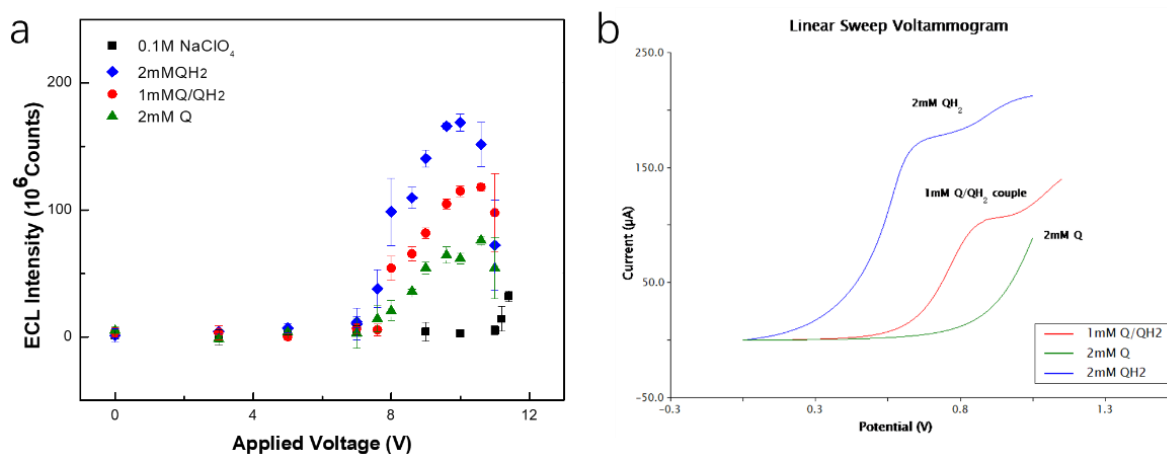 a
0.1M NaClO4
2mMQH2
1mMQ/QH2
2mM Q
ECL Intensity (10^6 Counts)
200
100
0
0
4
8
12
Applied Voltage (V)
b
Linear Sweep Voltammogram
250.0
150.0
50.0
-50.0
Current (µA)
2mM QH2
1mM Q/QH2 couple
2mM Q
1mM Q/QH2
2mM Q
2mM QH2
-0.3
0.3
0.8
1.3
Potential (V)